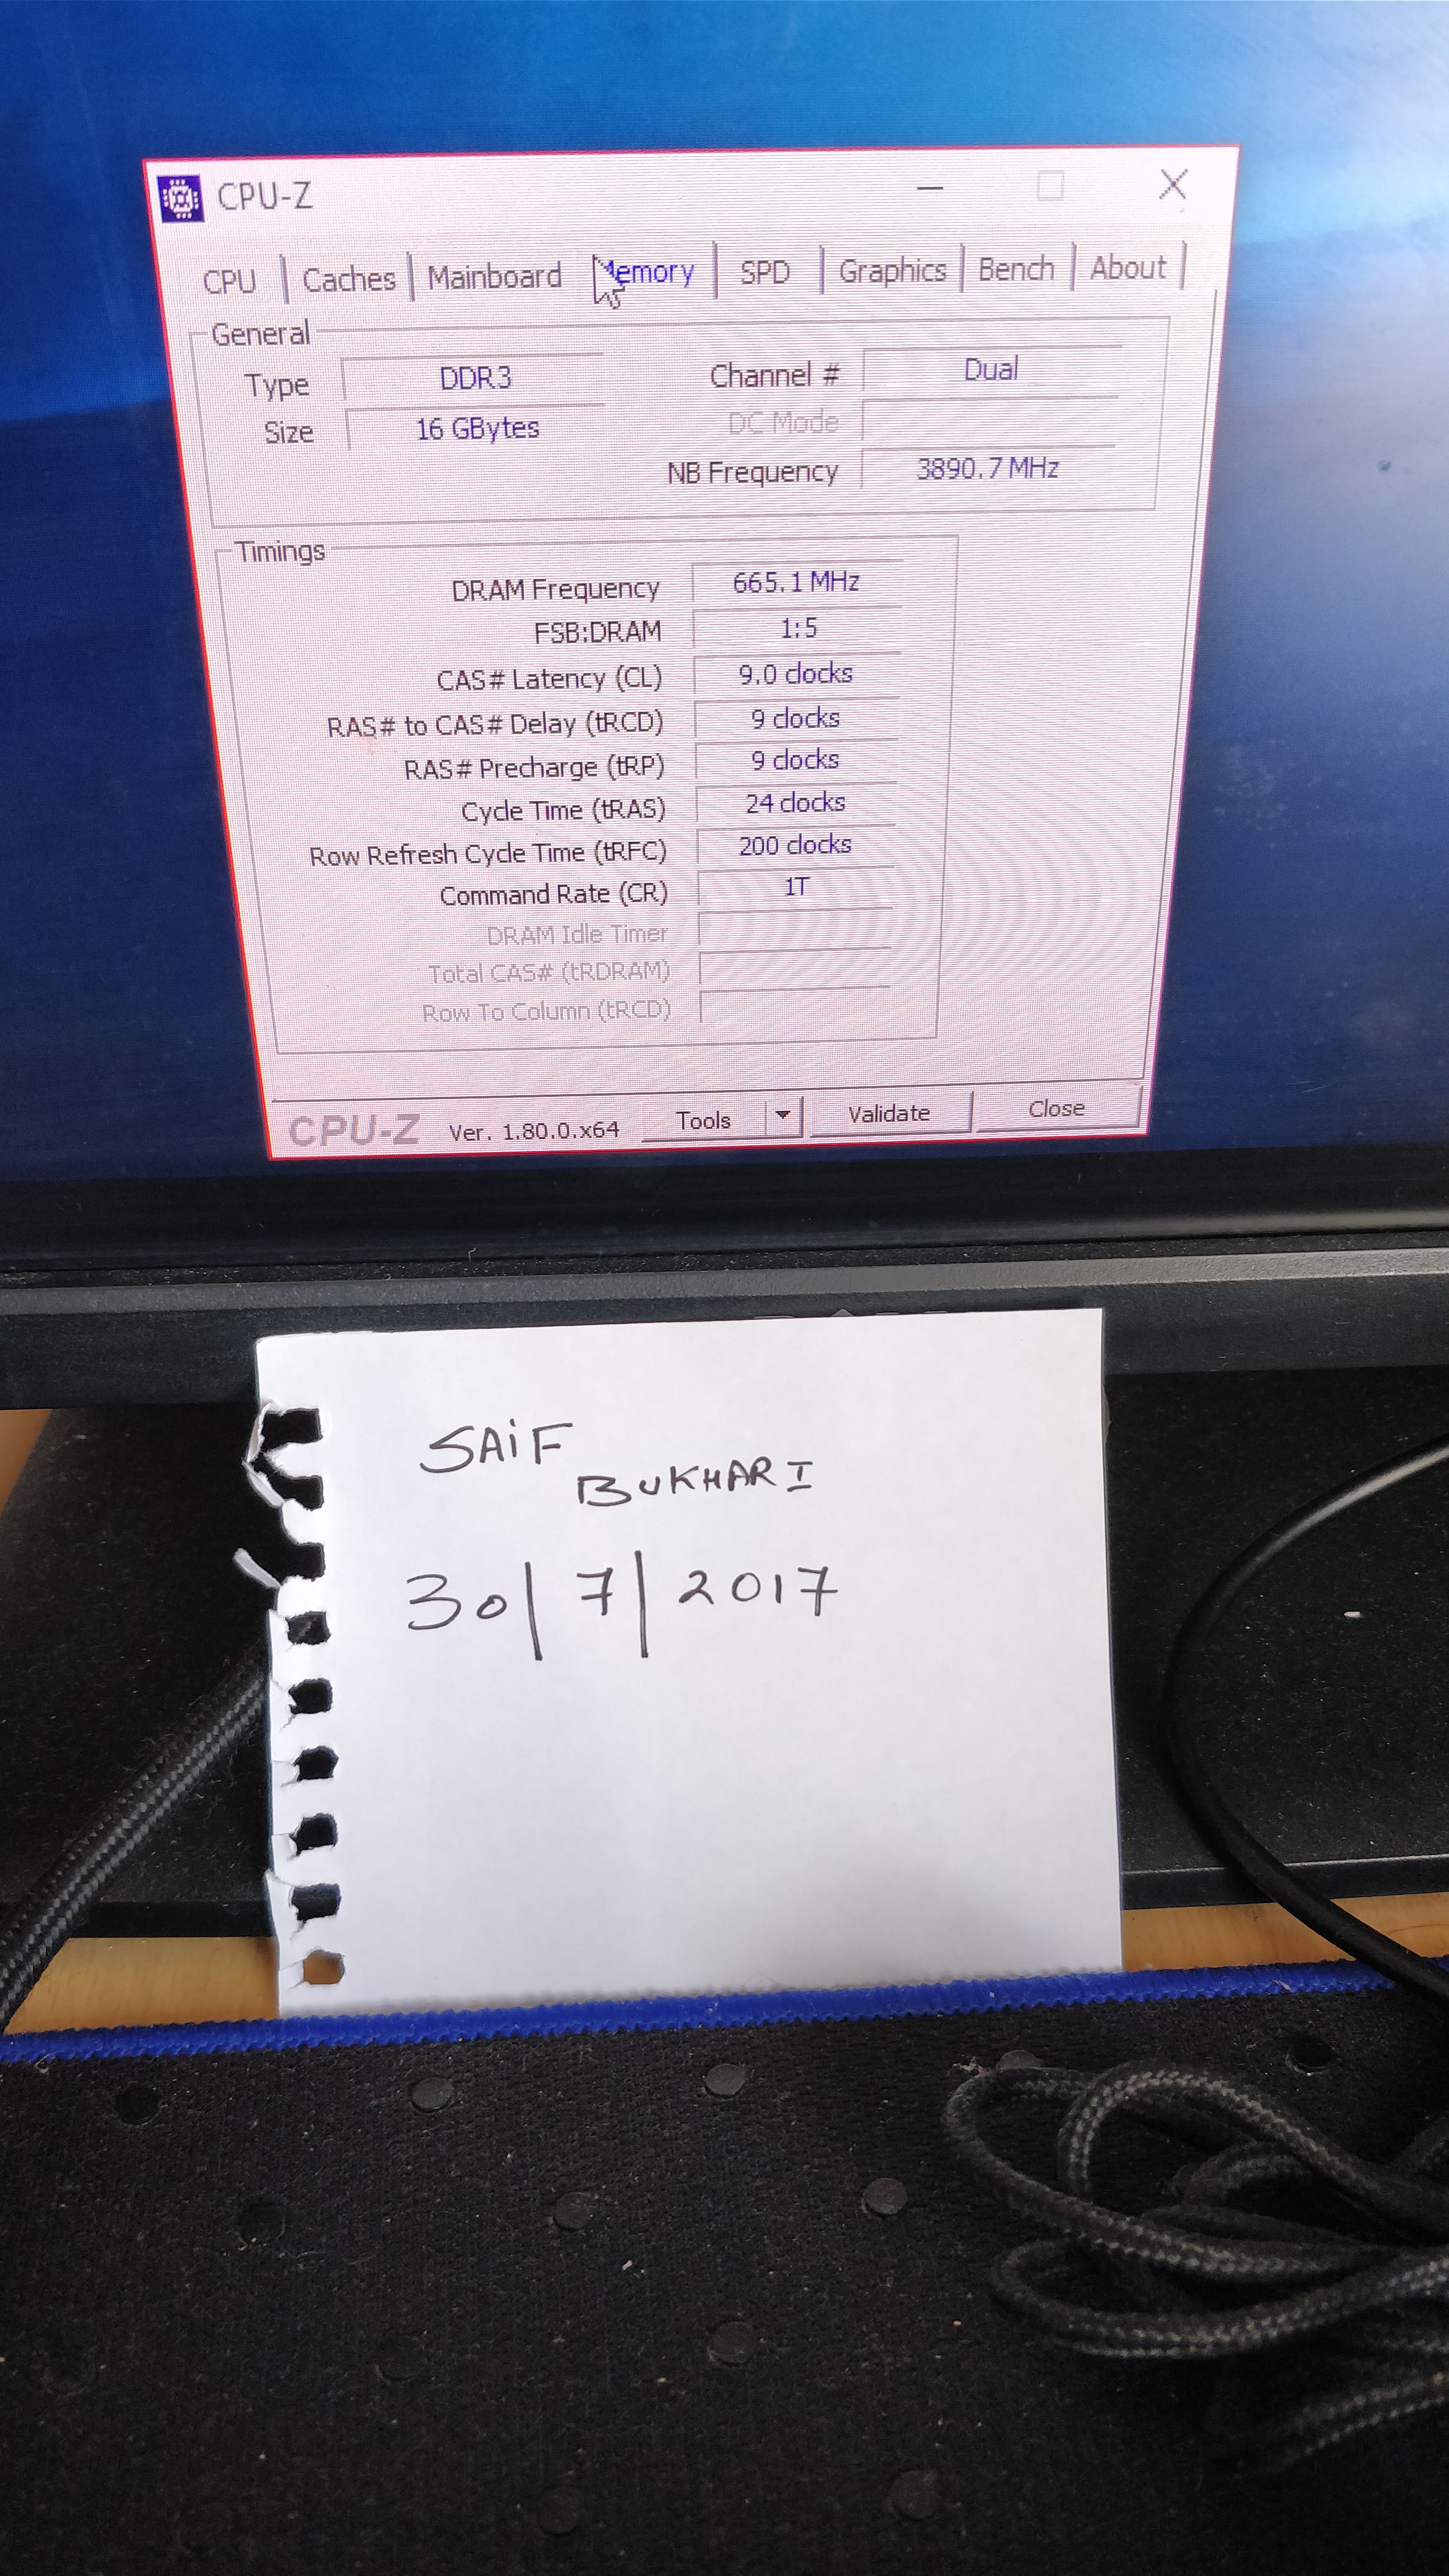 CPU-Z
CPU Caches Mainboard Memory SPD Graphics Bench About
General
Type DDR3 Channel # Dual
Size 16 GBytes DC Mode
NB Frequency 3890.7 MHz
Timings
DRAM Frequency 665.1 MHz
FSB:DRAM 1:5
CAS# Latency (CL) 9.0 clocks
RAS# to CAS# Delay (tRCD) 9 clocks
RAS# Precharge (tRP) 9 clocks
Cycle Time (tRAS) 24 clocks
Row Refresh Cycle Time (tRFC) 200 clocks
Command Rate (CR) 1T
DRAM Idle Timer
Total CAS# (tRDRAM)
Row To Column (tRCD)
CPU-Z Ver. 1.80.0.x64 Tools Validate Close
SAiF
BUKHARI
30/7/2017